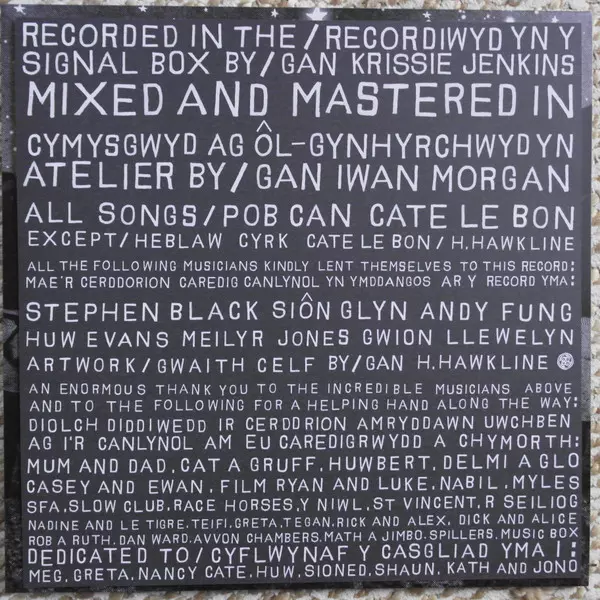 RECORDED IN THE/RECORDIWYD YN Y
SIGNAL BOX BY/GAN KRISSIE JENKINS
MIXED AND MASTERED IN
CYMYSGWYD AG ÔL-GYNHYRCHWYD YN
ATELIER BY/GAN IWAN MORGAN
ALL SONGS/POB CAN CATE LE BON
EXCEPT/HEBLAW CYRK CATE LE BON/H.HAWKLINE
ALL THE FOLLOWING MUSICIANS KINDLY LENT THEMSELVES TO THIS RECORD:
MAE'R CERDDORION CAREDIG CANLYNOL YN YMDDANGOS AR Y RECORD YMA:
STEPHEN BLACK SIÔN GLYN ANDY FUNG
HUW EVANS MEILYR JONES GWION LLEWELYN
ARTWORK/GWAITH CELF BY/GAN H.HAWKLINE
AN ENORMOUS THANK YOU TO THE INCREDIBLE MUSICIANS ABOVE
AND TO THE FOLLOWING FOR A HELPING HAND ALONG THE WAY:
DIOLCH DIDDIWEDD IR CERDDRION AMRYDDAWN UWCHBEN
AG I'R CANLYNOL AM EU CAREDIGRWYDD A CHYMORTH:
MUM AND DAD, CAT A GRUFF, HUWBERT, DELMI A GLO
CASEY AND EWAN, FILM RYAN AND LUKE, NABIL, MYLES
SFA, SLOW CLUB, RACE HORSES, Y NIWL, ST VINCENT, R SEILIOG
NADINE AND LE TIGRE, TEIFI, GRETA, TEGAN, RICK AND ALEX, DICK AND ALICE
ROB A RUTH, DAN WARD, AVVON CHAMBERS, MATH A JIMBO, SPILLERS, MUSIC BOX
DEDICATED TO/CYFLWYNAF Y CASGLIAD YMA I:
MEG, GRETA, NANCY CATE, HUW, SIONED, SHAUN, KATH AND JONO